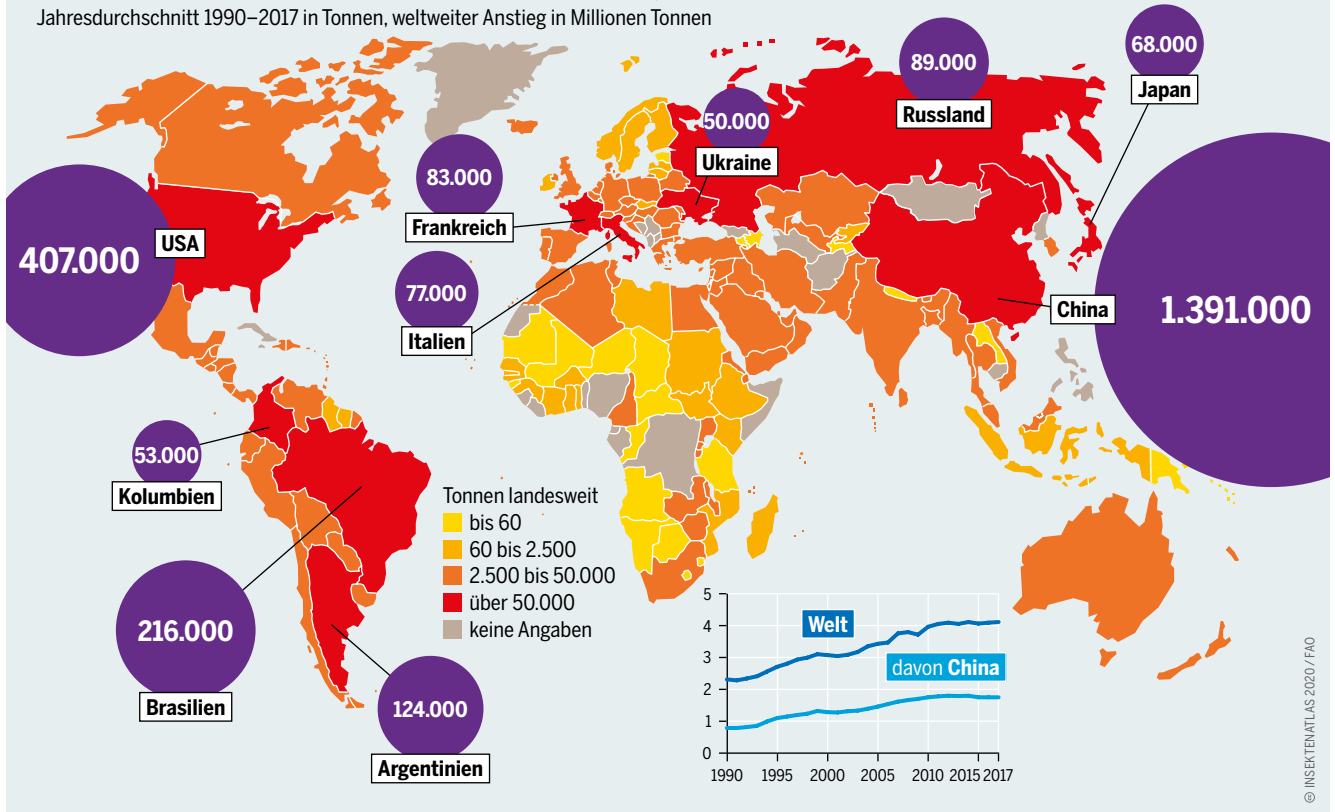 Jahresdurchschnitt 1990–2017 in Tonnen, weltweiter Anstieg in Millionen Tonnen
68.000
Japan
89.000
Russland
50.000
Ukraine
83.000
Frankreich
407.000
USA
77.000
Italien
China
1.391.000
53.000
Kolumbien
216.000
Brasilien
124.000
Argentinien
Tonnen landesweit
bis 60
60 bis 2.500
2.500 bis 50.000
über 50.000
keine Angaben
5
4
3
2
1
0
Welt
davon China
1990
1995
2000
2005
2010
2015
2017
INSEKTENATLAS 2020 / FAO